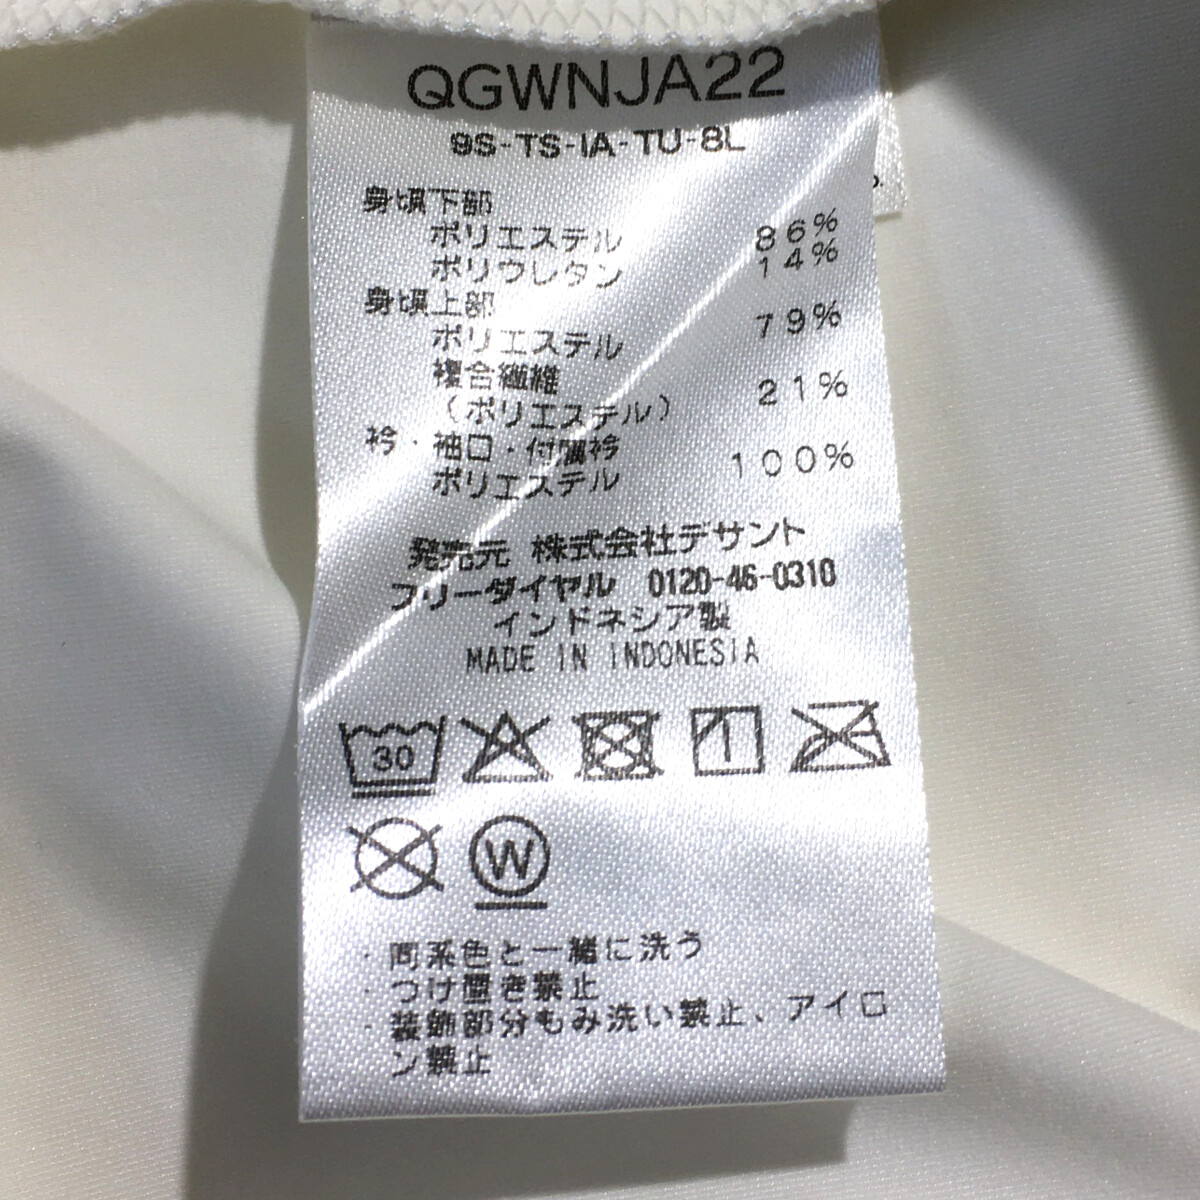 QGWNJA22
9S-TS-IA-TU-8L
身頃下部
ポリエステル 86%
ポリウレタン 14%
身頃上部
ポリエステル 79%
複合繊維
(ポリエステル) 21%
衿・袖口・付属衿
ポリエステル 100%
発売元 株式会社デサント
フリーダイヤル 0120-46-0310
インドネシア製
MADE IN INDONESIA
30
W
・同系色と一緒に洗う
・つけ置き禁止
・装飾部分もみ洗い禁止、アイロ
ン禁止